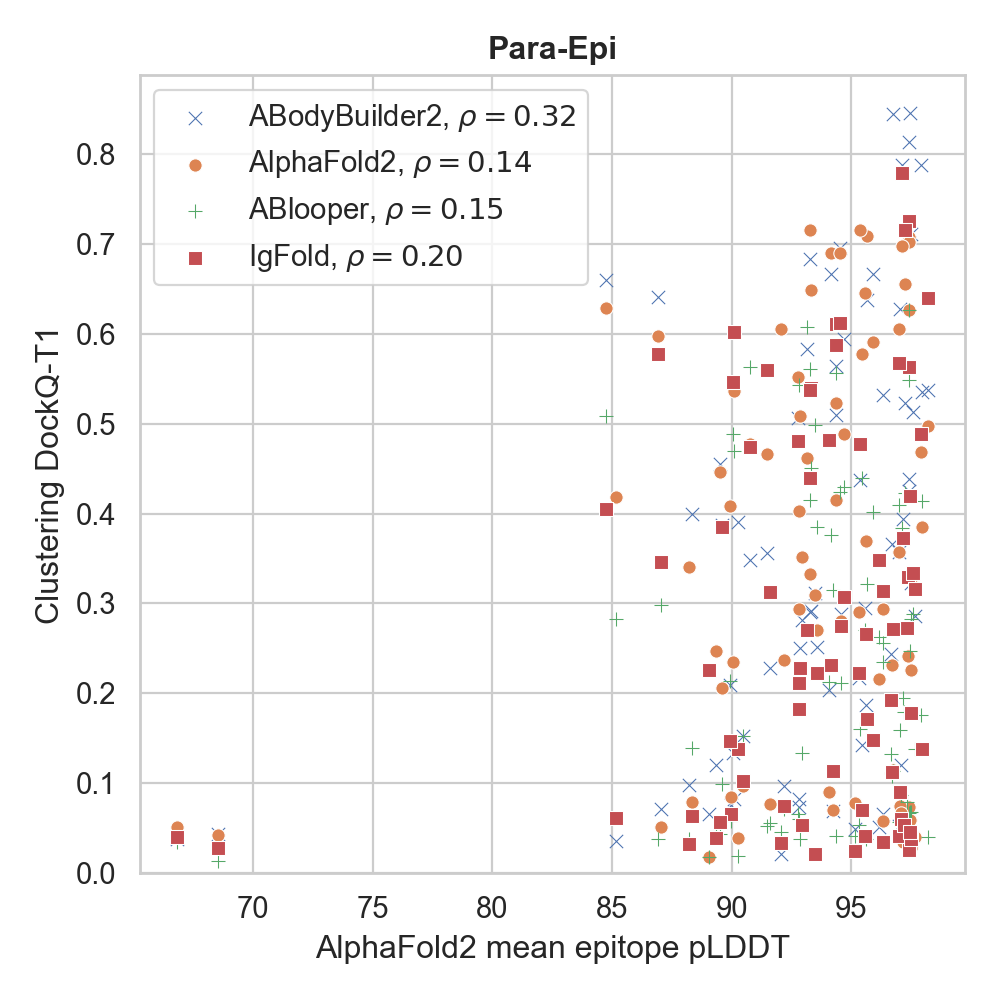 Para-Epi
ABodyBuilder2, ρ = 0.32
AlphaFold2, ρ = 0.14
ABlooper, ρ = 0.15
IgFold, ρ = 0.20
Clustering DockQ-T1
0.8
0.7
0.6
0.5
0.4
0.3
0.2
0.1
0.0
70 75 80 85 90 95
AlphaFold2 mean epitope pLDDT